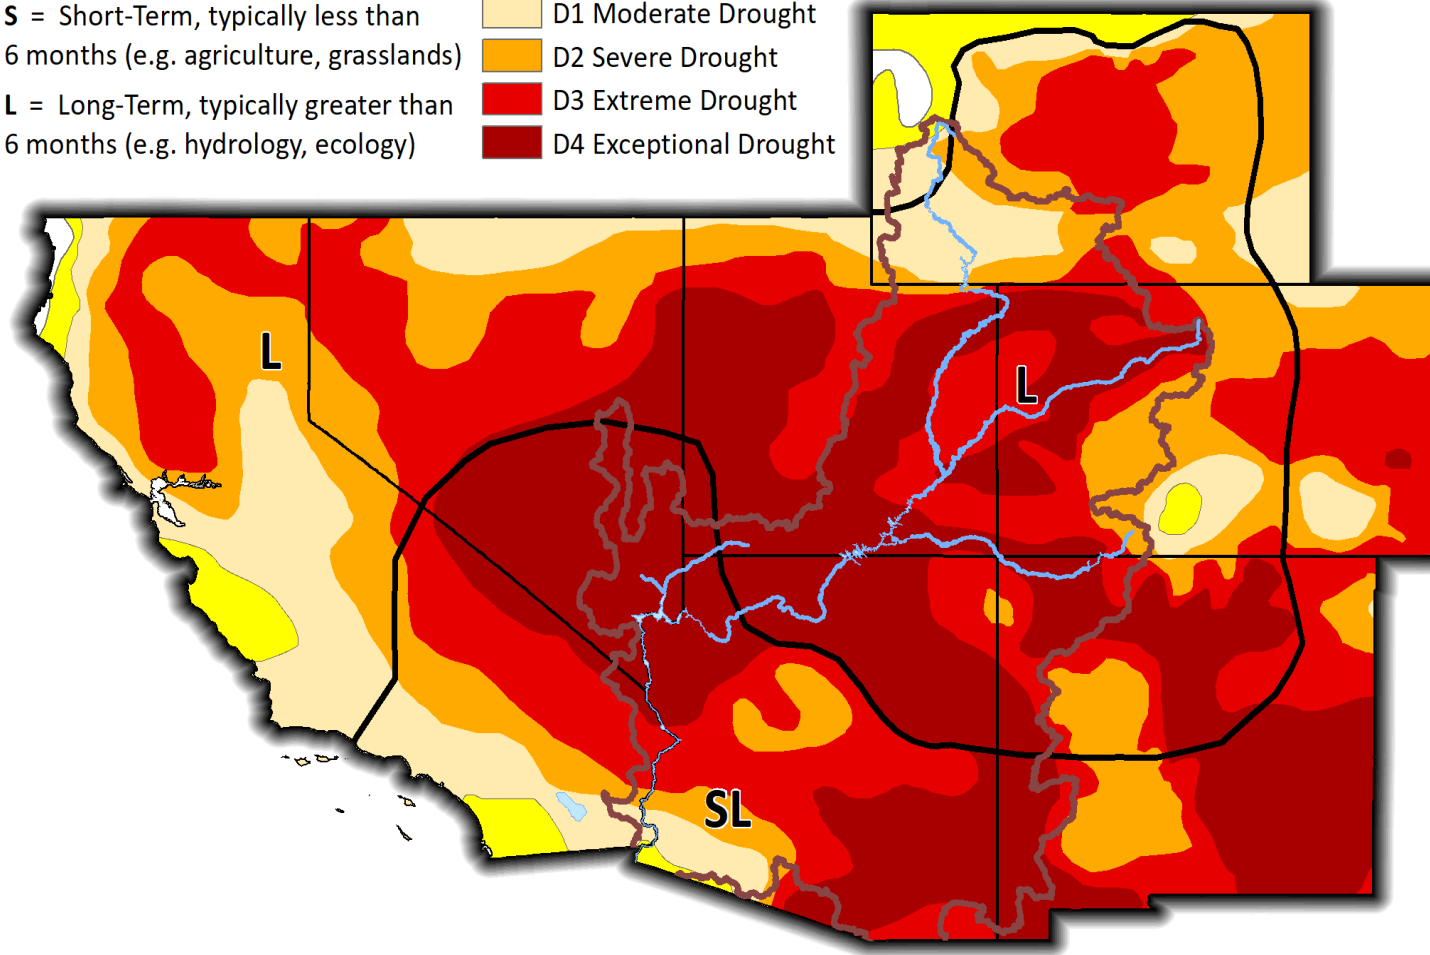 S = Short-Term, typically less than
6 months (e.g. agriculture, grasslands)
L = Long-Term, typically greater than
6 months (e.g. hydrology, ecology)
D1 Moderate Drought
D2 Severe Drought
D3 Extreme Drought
D4 Exceptional Drought
L
L
SL